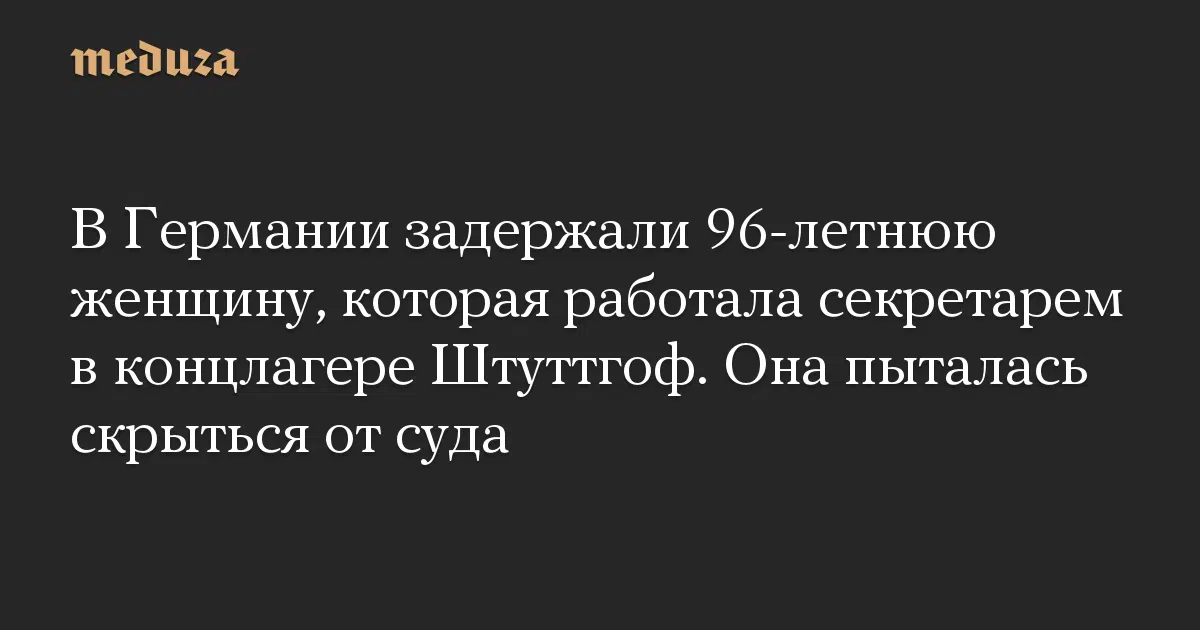 meduza
В Германии задержали 96-летнюю
женщину, которая работала секретарем
в концлагере Штуттгоф. Она пыталась
скрыться от суда